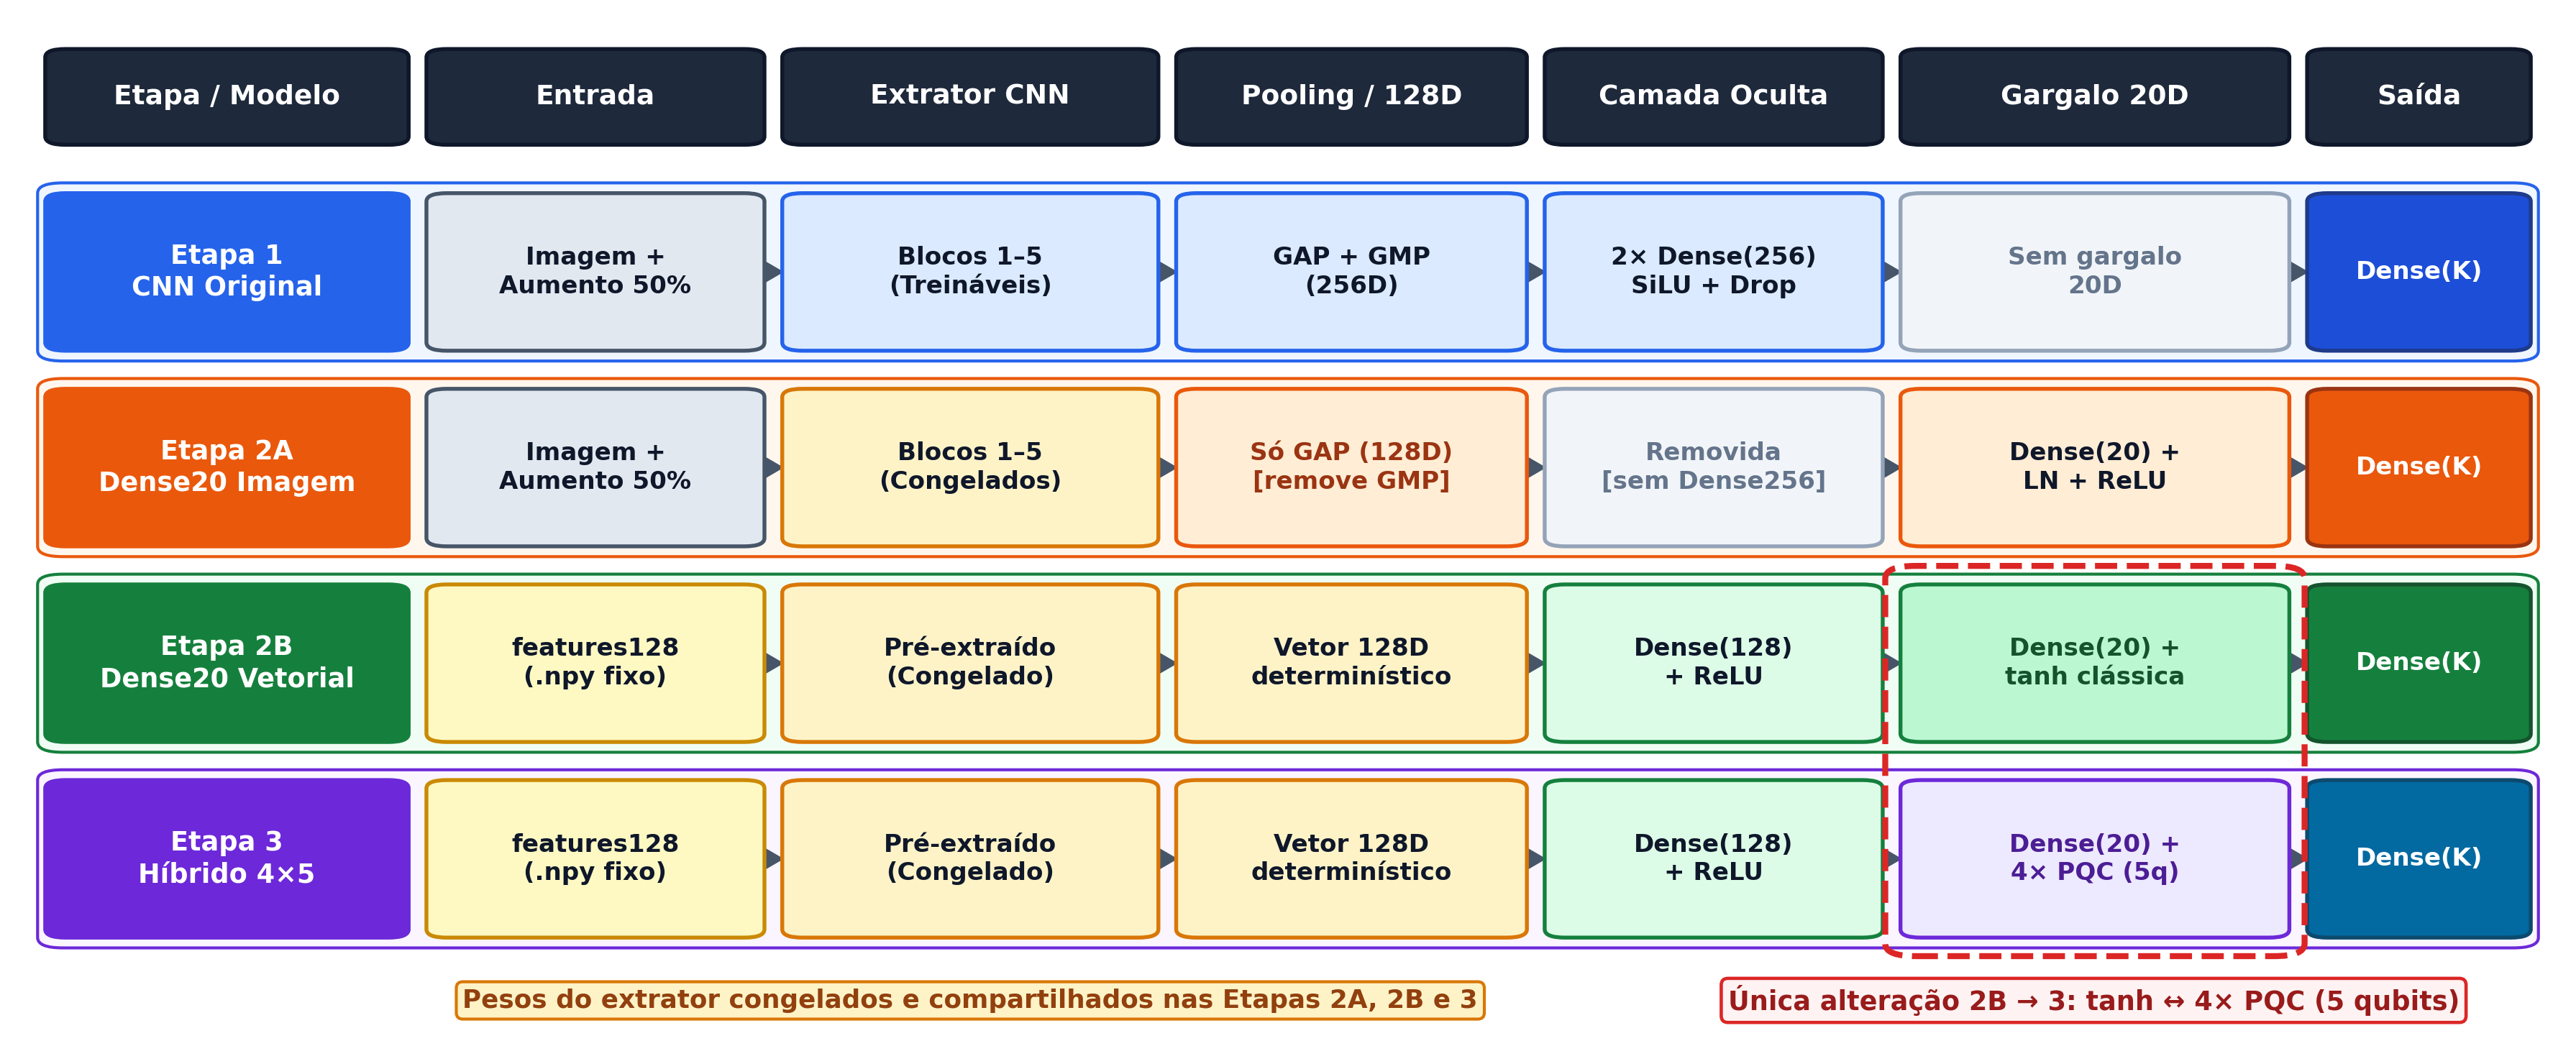 Etapa / Modelo
Entrada
Extrator CNN
Pooling / 128D
Camada Oculta
Gargalo 20D
Saída
Etapa 1
CNN Original
Imagem +
Aumento 50%
Blocos 1–5
(Treináveis)
GAP + GMP
(256D)
2× Dense(256)
SiLU + Drop
Sem gargalo
20D
Dense(K)
Etapa 2A
Dense20 Imagem
Imagem +
Aumento 50%
Blocos 1–5
(Congelados)
Só GAP (128D)
[remove GMP]
Removida
[sem Dense256]
Dense(20) +
LN + ReLU
Dense(K)
Etapa 2B
Dense20 Vetorial
features128
(.npy fixo)
Pré-extraído
(Congelado)
Vetor 128D
determinístico
Dense(128)
+ ReLU
Dense(20) +
tanh clássica
Dense(K)
Etapa 3
Híbrido 4×5
features128
(.npy fixo)
Pré-extraído
(Congelado)
Vetor 128D
determinístico
Dense(128)
+ ReLU
Dense(20) +
4× PQC (5q)
Dense(K)
Pesos do extrator congelados e compartilhados nas Etapas 2A, 2B e 3
Única alteração 2B → 3: tanh ↔ 4× PQC (5 qubits)